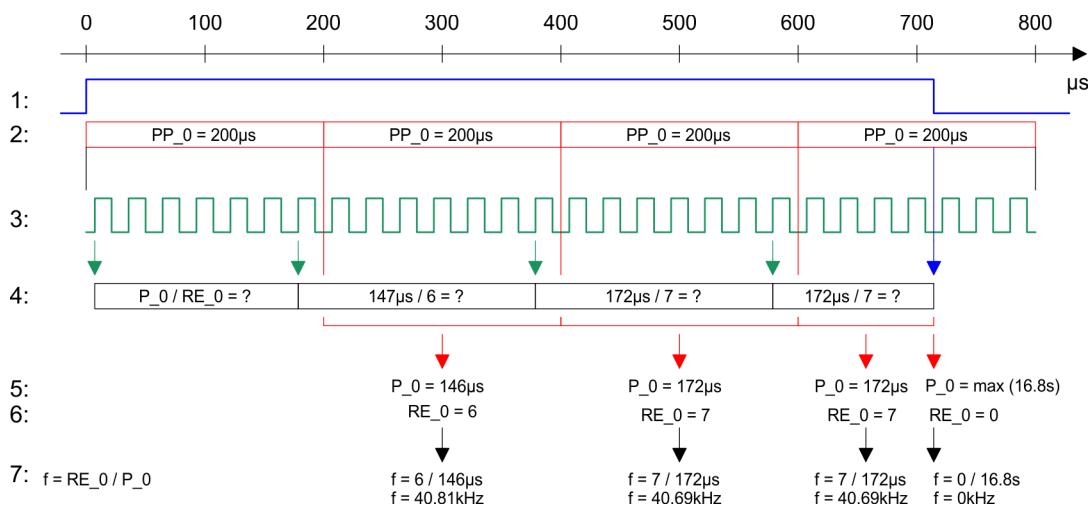 0 100 200 300 400 500 600 700 800
µs
1:
2: PP_0 = 200µs PP_0 = 200µs PP_0 = 200µs PP_0 = 200µs
3:
4: P_0 / RE_0 = ? 147µs / 6 = ? 172µs / 7 = ? 172µs / 7 = ?
5: P_0 = 146µs P_0 = 172µs P_0 = 172µs P_0 = max (16.8s)
6: RE_0 = 6 RE_0 = 7 RE_0 = 7 RE_0 = 0
7: f = RE_0 / P_0 f = 6 / 146µs f = 7 / 172µs f = 7 / 172µs f = 0 / 16.8s
f = 40.81kHz f = 40.69kHz f = 40.69kHz f = 0kHz